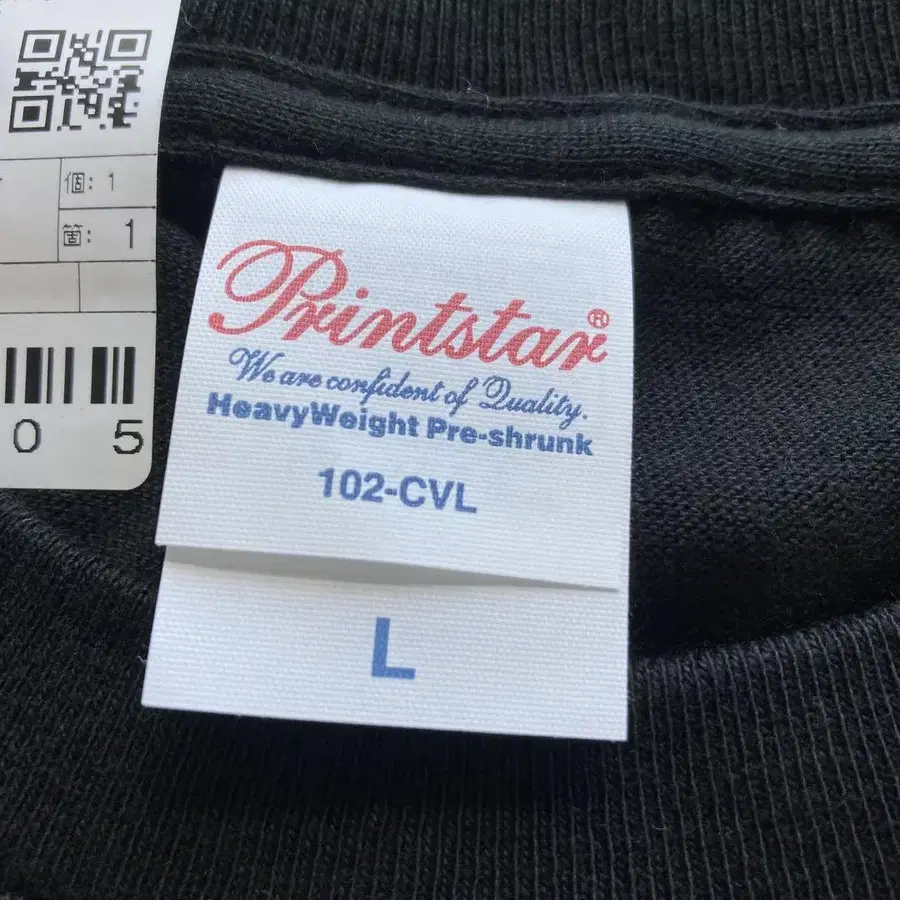 個: 1
箇: 1
0 5
Printstar®
We are confident of Quality.
HeavyWeight Pre-shrunk
102-CVL
L